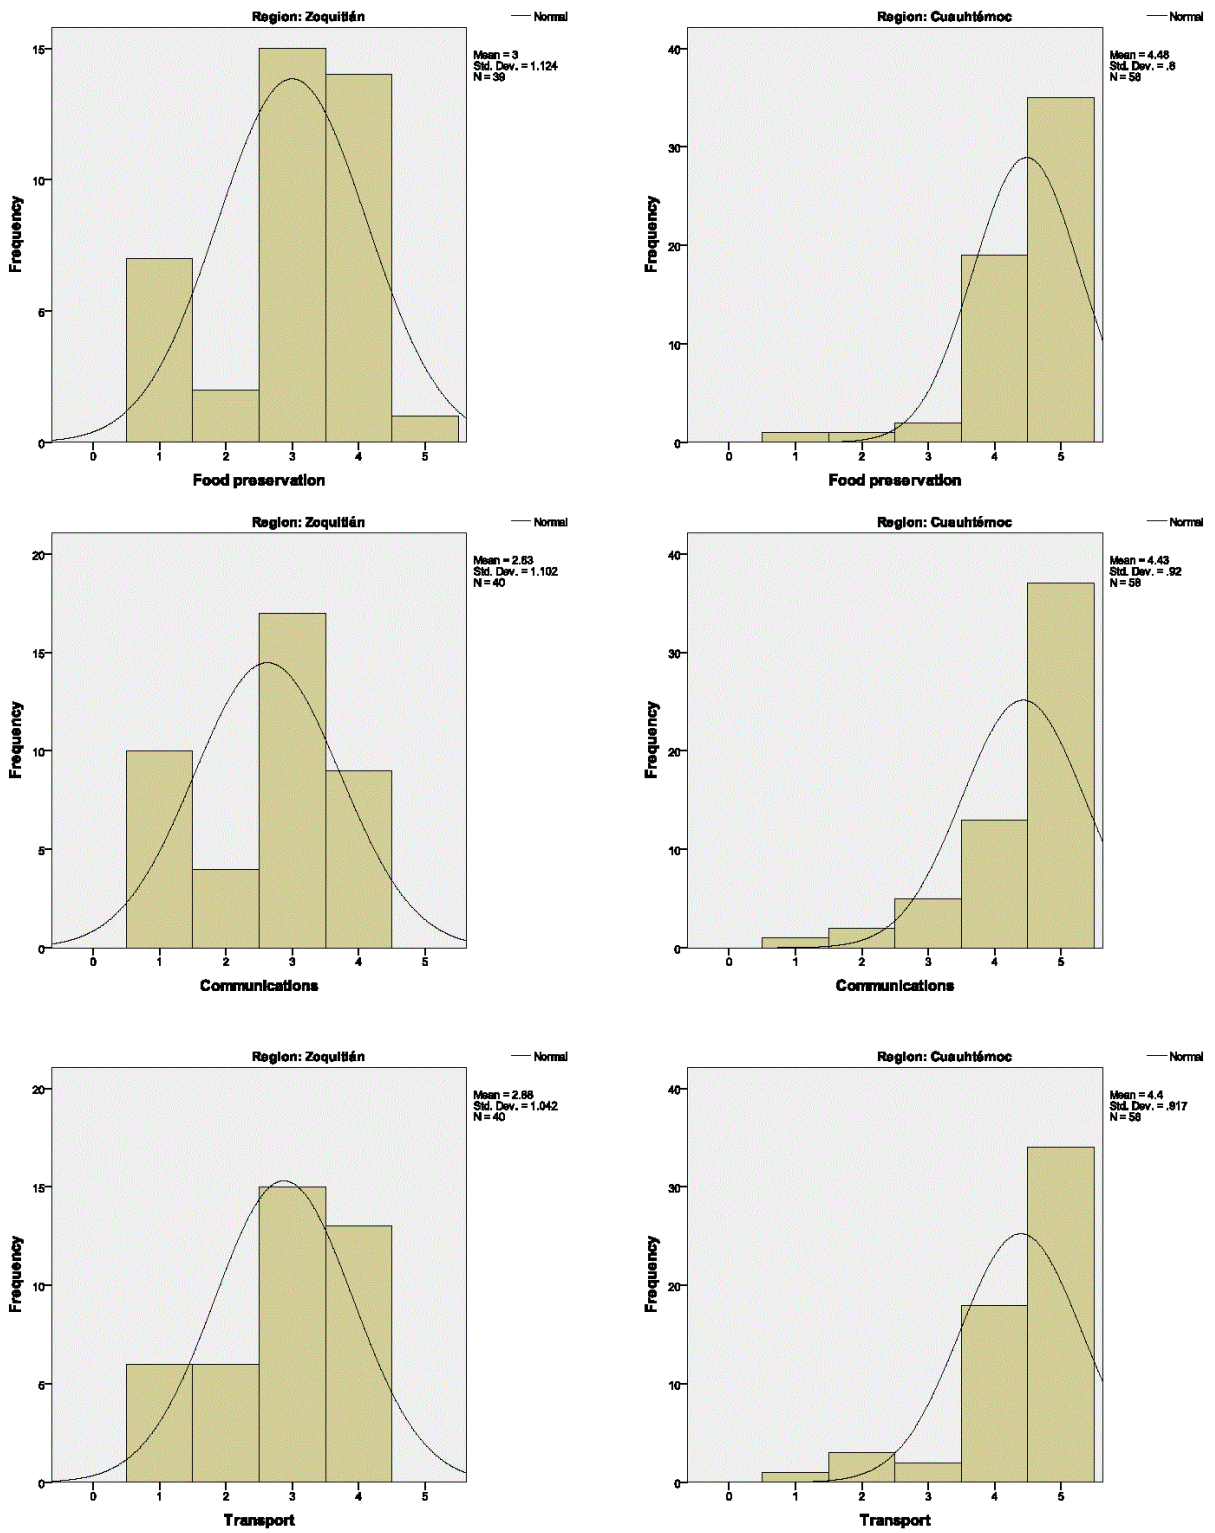 Region: Zoquitlán
Normal
Mean = 3
Std. Dev. = 1.124
N = 39
Frequency
15
10
5
0
0 1 2 3 4 5
Food preservation
Region: Cuauhtémoc
Normal
Mean = 4.48
Std. Dev. = .8
N = 58
Frequency
40
30
20
10
0
0 1 2 3 4 5
Food preservation
Region: Zoquitlán
Normal
Mean = 2.63
Std. Dev. = 1.102
N = 40
Frequency
20
15
10
5
0
0 1 2 3 4 5
Communications
Region: Cuauhtémoc
Normal
Mean = 4.43
Std. Dev. = .92
N = 58
Frequency
40
30
20
10
0
0 1 2 3 4 5
Communications
Region: Zoquitlán
Normal
Mean = 2.88
Std. Dev. = 1.042
N = 40
Frequency
20
15
10
5
0
0 1 2 3 4 5
Transport
Region: Cuauhtémoc
Normal
Mean = 4.4
Std. Dev. = .917
N = 58
Frequency
40
30
20
10
0
0 1 2 3 4 5
Transport